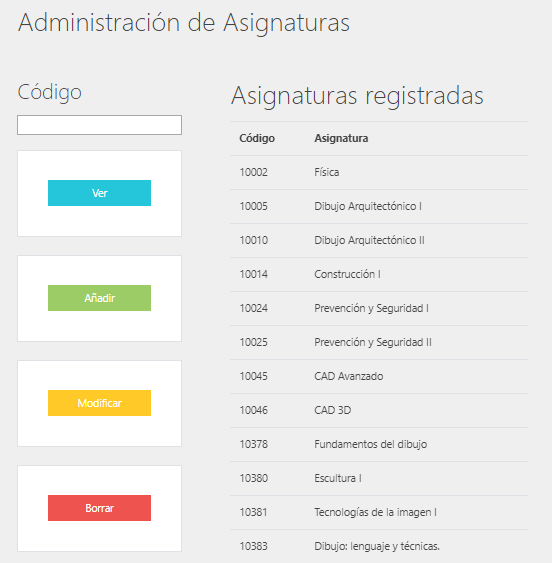 Administración de Asignaturas
Código
Ver
Añadir
Modificar
Borrar
Asignaturas registradas
Código Asignatura
10002 Física
10005 Dibujo Arquitectónico I
10010 Dibujo Arquitectónico II
10014 Construcción I
10024 Prevención y Seguridad I
10025 Prevención y Seguridad II
10045 CAD Avanzado
10046 CAD 3D
10378 Fundamentos del dibujo
10380 Escultura I
10381 Tecnologías de la imagen I
10383 Dibujo: lenguaje y técnicas.